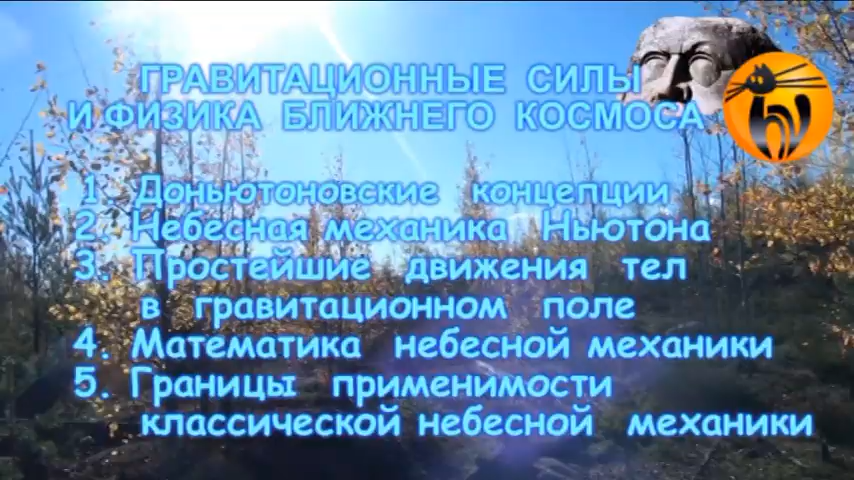 ГРАВИТАЦИОННЫЕ СИЛЫ
И ФИЗИКА БЛИЖНЕГО КОСМОСА
1. Доньютоновские концепции
2. Небесная механика Ньютона
3. Простейшие движения тел
в гравитационном поле
4. Математика небесной механики
5. Границы применимости
классической небесной механики